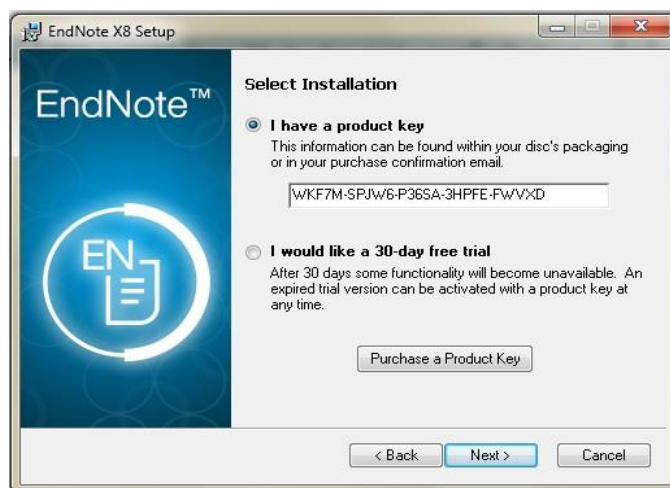 EndNote X8 Setup
EndNote™
EN
Select Installation
I have a product key
This information can be found within your disc's packaging
or in your purchase confirmation email.
WKF7M-SPJW6-P36SA-3HPFE-FWVXD
I would like a 30-day free trial
After 30 days some functionality will become unavailable. An
expired trial version can be activated with a product key at
any time.
Purchase a Product Key
< Back
Next >
Cancel